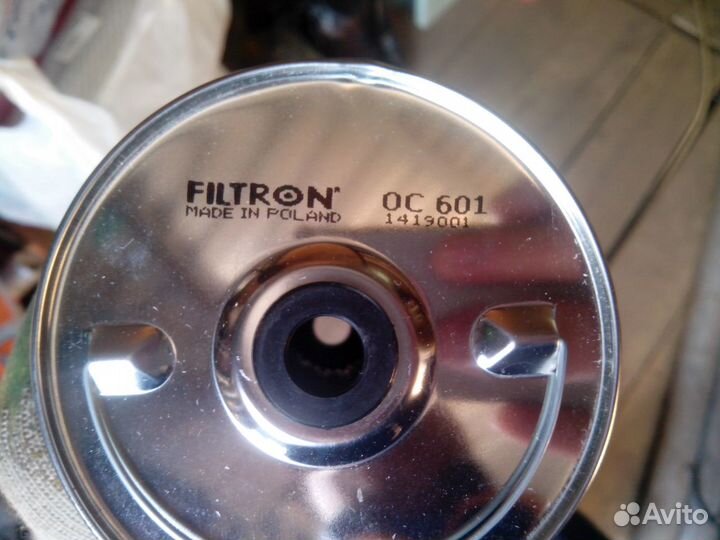 FILTRON® OC 601
MADE IN POLAND 1419001
Avito